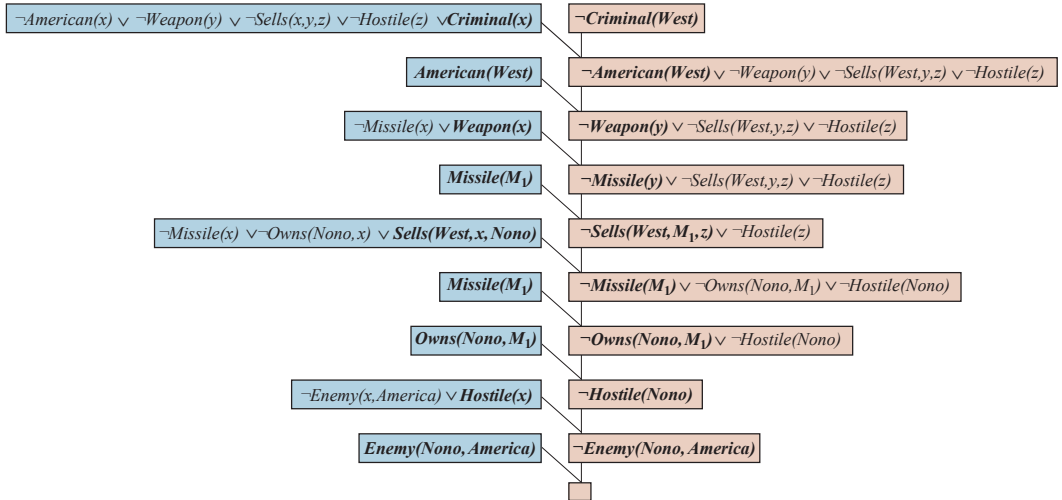 ¬American(x) ∨ ¬Weapon(y) ∨ ¬Sells(x,y,z) ∨ ¬Hostile(z) ∨ Criminal(x)
¬Criminal(West)
American(West)
¬American(West) ∨ ¬Weapon(y) ∨ ¬Sells(West,y,z) ∨ ¬Hostile(z)
¬Missile(x) ∨ Weapon(x)
¬Weapon(y) ∨ ¬Sells(West,y,z) ∨ ¬Hostile(z)
Missile(M₁)
¬Missile(y) ∨ ¬Sells(West,y,z) ∨ ¬Hostile(z)
¬Missile(x) ∨ ¬Owns(Nono,x) ∨ Sells(West,x,Nono)
¬Sells(West,M₁,z) ∨ ¬Hostile(z)
Missile(M₁)
¬Missile(M₁) ∨ ¬Owns(Nono,M₁) ∨ ¬Hostile(Nono)
Owns(Nono,M₁)
¬Owns(Nono,M₁) ∨ ¬Hostile(Nono)
¬Enemy(x,America) ∨ Hostile(x)
¬Hostile(Nono)
Enemy(Nono,America)
¬Enemy(Nono,America)